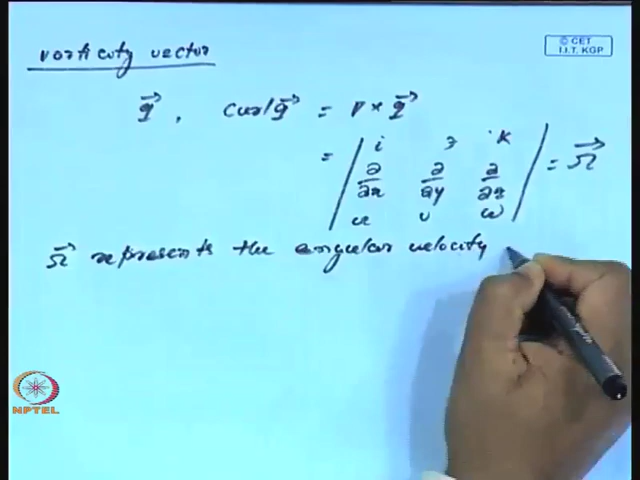 vorticity vector
© CET
I.I.T. KGP
q⃗ , curl q⃗ = ∇ × q⃗
= | i j k |
| ∂/∂x ∂/∂y ∂/∂z | = Ω⃗
| u v w |
Ω⃗ represents the angular velocity
NPTEL